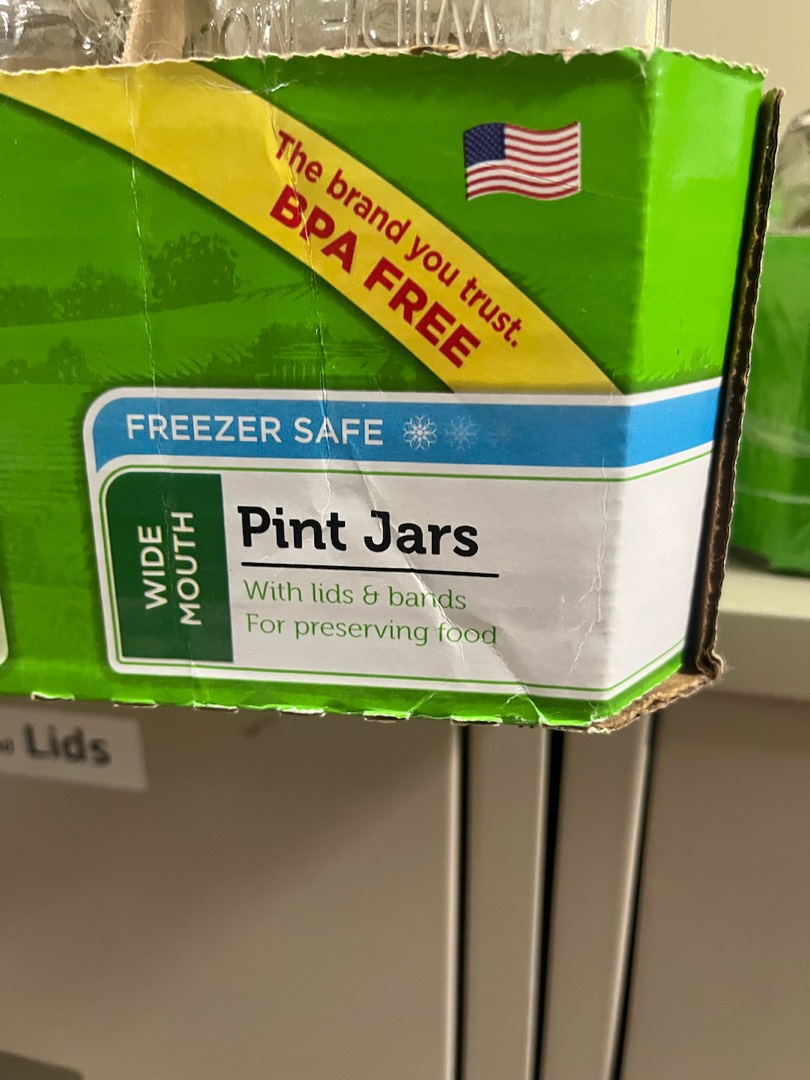 The brand you trust.
BPA FREE
FREEZER SAFE
WIDE
MOUTH
Pint Jars
With lids & bands
For preserving food
Lids